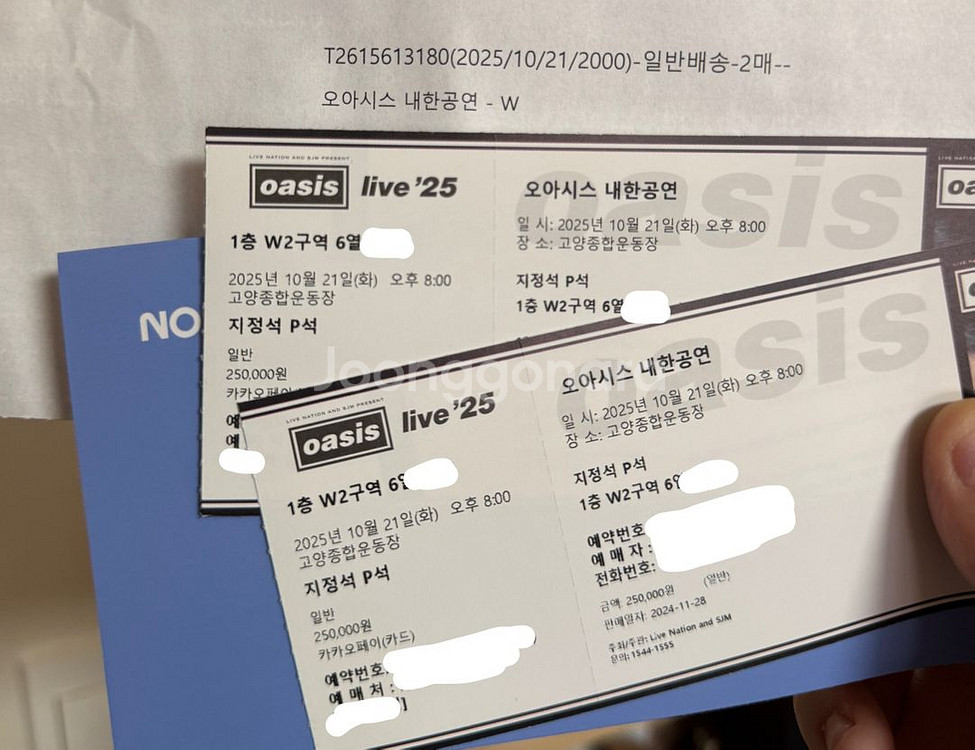 T2615613180(2025/10/21/2000)-일반배송-2매--
오아시스 내한공연 - W
LIVE NATION AND SJM PRESENT
oasis live '25
1층 W2구역 6열
2025년 10월 21일(화) 오후 8:00
고양종합운동장
지정석 P석
일반
250,000원
카카오페이
예
예
oasis
오아시스 내한공연
일 시: 2025년 10월 21일(화) 오후 8:00
장 소: 고양종합운동장
지정석 P석
1층 W2구역 6열
oa
NO
Joonggonara
LIVE NATION AND SJM PRESENT
oasis live '25
1층 W2구역 6열
2025년 10월 21일(화) 오후 8:00
고양종합운동장
지정석 P석
일반
250,000원
카카오페이(카드)
예약번호:
예 매 처 :
oasis
오아시스 내한공연
일 시: 2025년 10월 21일(화) 오후 8:00
장 소: 고양종합운동장
지정석 P석
1층 W2구역 6열
예약번호
예 매 자 :
전화번호:
금액: 250,000원 (일반)
판매일자: 2024-11-28
주최/주관: Live Nation and SJM
문의: 1544-1555